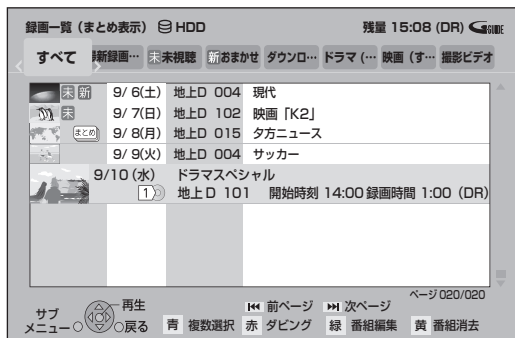 録画一覧（まとめ表示） HDD 残量 15:08 (DR) GGUIDE
すべて 最新録画… 未未視聴 新おまかせ ダウンロ… ドラマ (… 映画 (す… 撮影ビデオ
未 新 9/ 6(土) 地上D 004 現代
未 9/ 7(日) 地上D 102 映画「K2」
まとめ 9/ 8(月) 地上D 015 夕方ニュース
9/ 9(火) 地上D 004 サッカー
9/10 (水) ドラマスペシャル
1 地上D 101 開始時刻 14:00 録画時間 1:00 (DR)
ページ 020/020
サブメニュー 決定 再生 戻る
前ページ 次ページ
青 複数選択 赤 ダビング 緑 番組編集 黄 番組消去